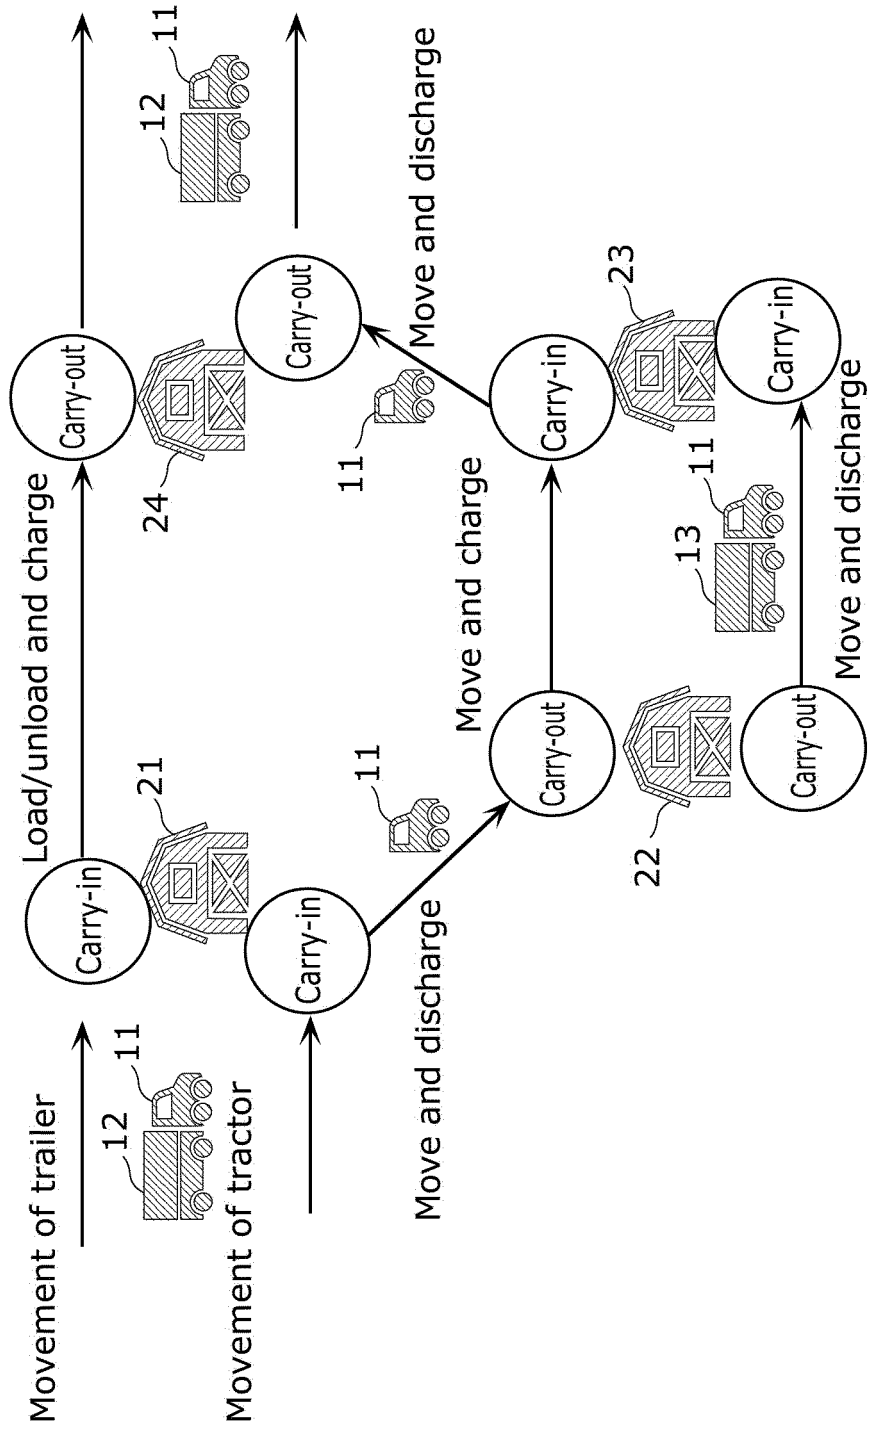 Movement of trailer
Load/unload and charge
Carry-in
Carry-out
12
11
21
24
12
11
Movement of tractor
Carry-in
Carry-out
11
11
Move and discharge
Move and discharge
Move and charge
Carry-out
Carry-in
22
23
13
11
Carry-out
Carry-in
Move and discharge